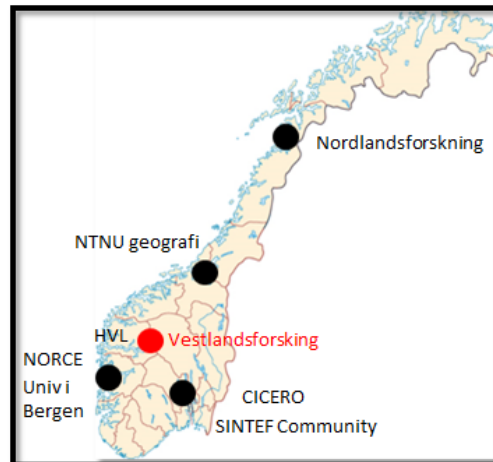 Nordlandsforskning
NTNU geografi
HVL
Vestlandsforsking
NORCE
Univ i
Bergen
CICERO
SINTEF Community